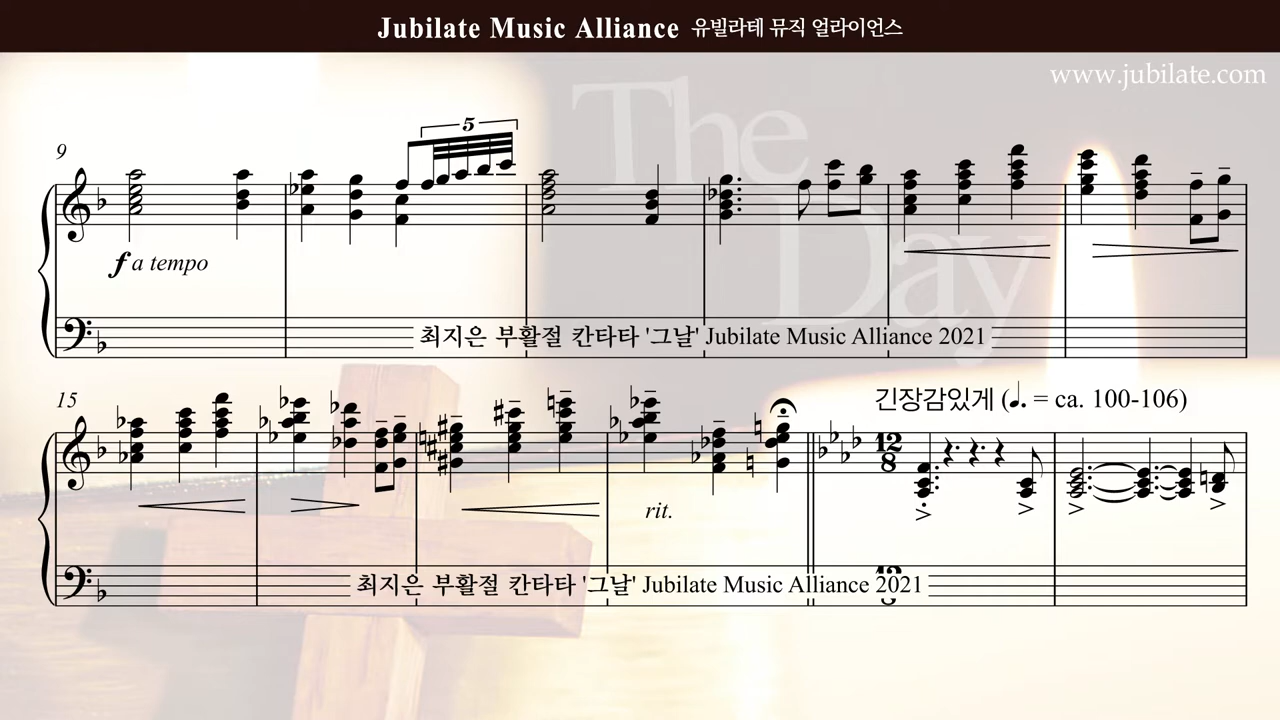 Jubilate Music Alliance 유빌라테 뮤직 얼라이언스
www.jubilate.com
The
Day
9
5
f a tempo
최지은 부활절 칸타타 '그날' Jubilate Music Alliance 2021
15
긴장감있게 (♩. = ca. 100-106)
12
8
rit.
최지은 부활절 칸타타 '그날' Jubilate Music Alliance 2021